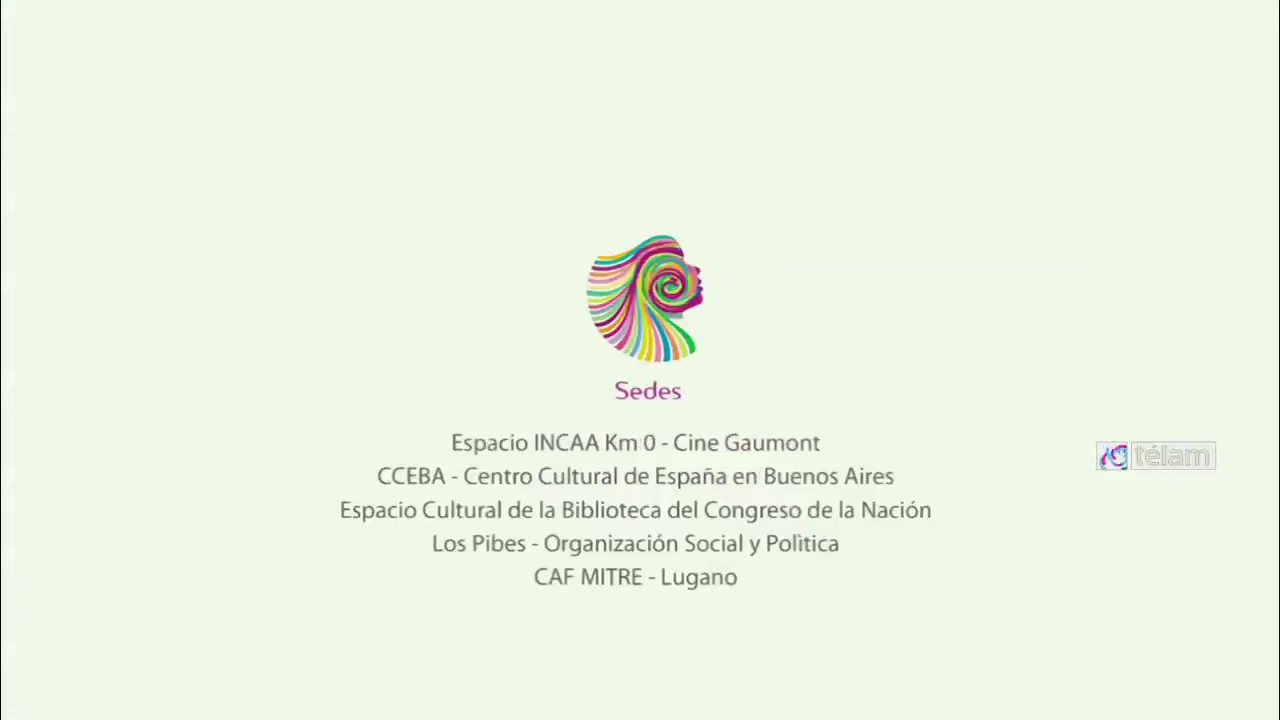 Sedes
Espacio INCAA Km 0 - Cine Gaumont
CCEBA - Centro Cultural de España en Buenos Aires
Espacio Cultural de la Biblioteca del Congreso de la Nación
télam
Los Pibes - Organización Social y Polìtica
CAF MITRE - Lugano